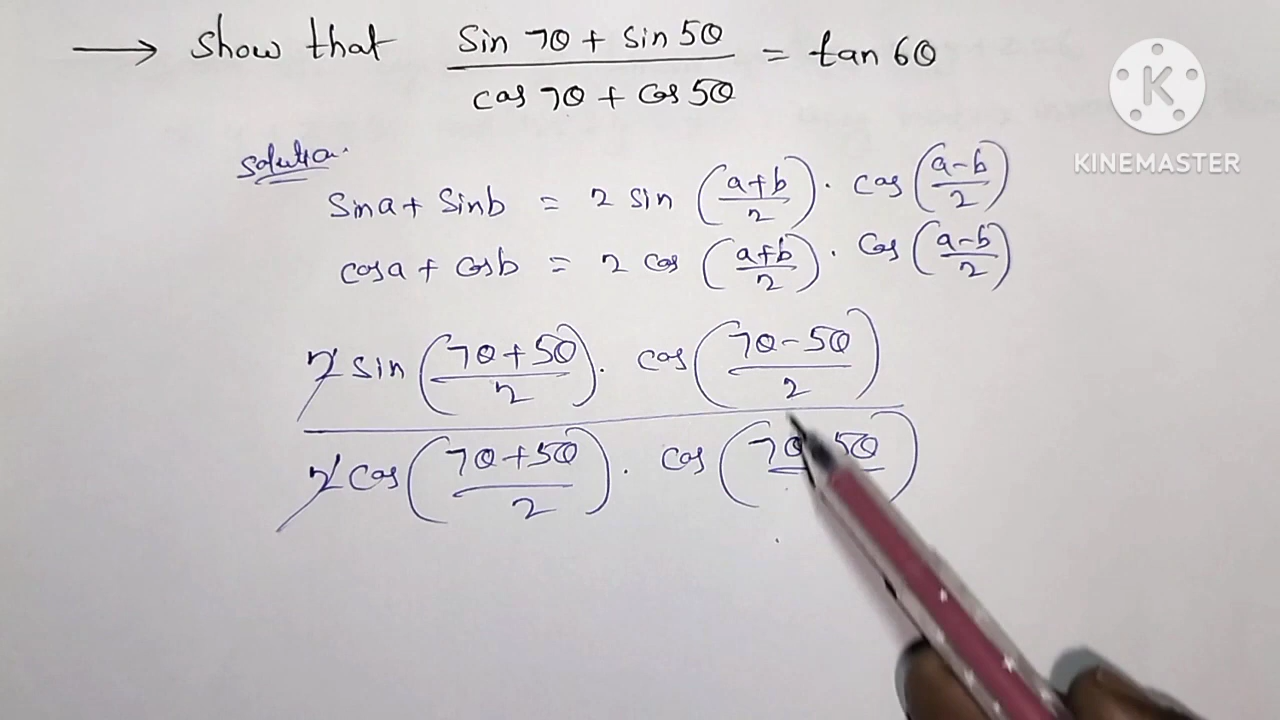 → Show that (sin 7θ + sin 5θ) / (cos 7θ + cos 5θ) = tan 6θ
K
KINEMASTER
Solution.
Sin a + Sin b = 2 sin ((a+b)/2) . cos ((a-b)/2)
cos a + cos b = 2 cos ((a+b)/2) . cos ((a-b)/2)
2 sin ((7θ+5θ)/2) . cos ((7θ-5θ)/2)
2 cos ((7θ+5θ)/2) . cos (7θ 5θ)